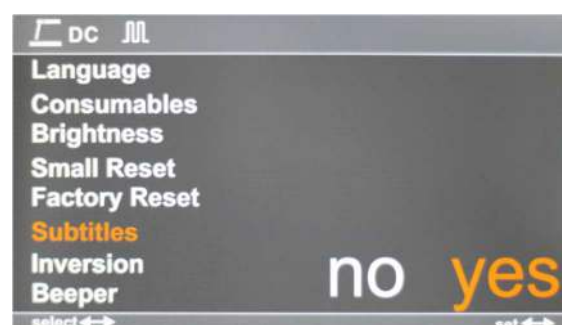 DC
Language
Consumables
Brightness
Small Reset
Factory Reset
Subtitles
Inversion
no yes
Beeper
select
set